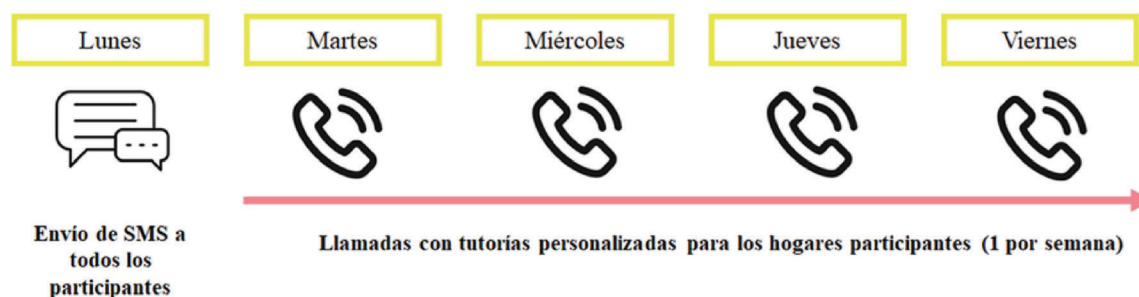 Lunes
Martes
Miércoles
Jueves
Viernes
Envío de SMS a
todos los
participantes
Llamadas con tutorías personalizadas para los hogares participantes (1 por semana)